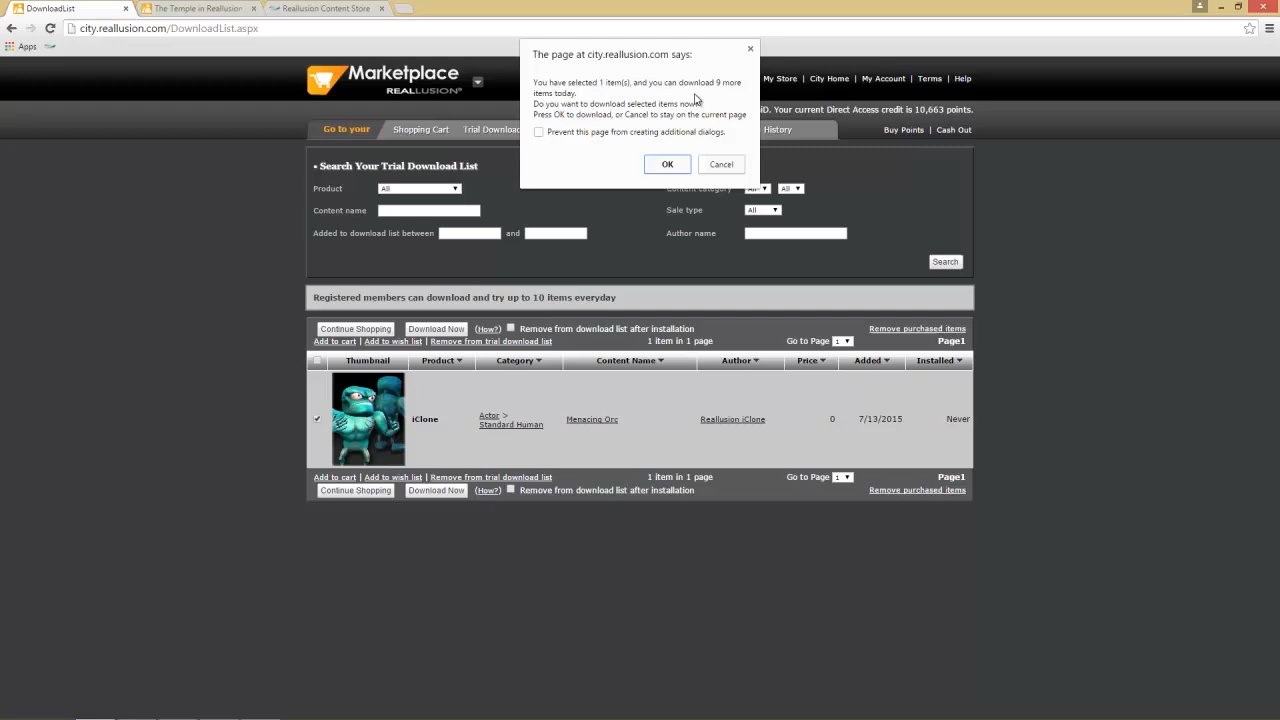 DownloadList
The Temple in Reallusion
Reallusion Content Store
city.reallusion.com/DownloadList.aspx
Apps
The page at city.reallusion.com says:
You have selected 1 item(s), and you can download 9 more
items today.
Do you want to download selected items now?
Press OK to download, or Cancel to stay on the current page
Prevent this page from creating additional dialogs.
OK Cancel
Marketplace
REALLUSION
My Store | City Home | My Account | Terms | Help
iD. Your current Direct Access credit is 10,663 points.
Go to your Shopping Cart Trial Download History Buy Points | Cash Out
• Search Your Trial Download List
Product All Content category All All
Content name Sale type All
Added to download list between and Author name
Search
Registered members can download and try up to 10 items everyday
Continue Shopping Download Now (How?) Remove from download list after installation Remove purchased items
Add to cart | Add to wish list | Remove from trial download list 1 item in 1 page Go to Page 1 Page1
Thumbnail Product Category Content Name Author Price Added Installed
iClone Actor > Standard Human Menacing Orc Reallusion iClone 0 7/13/2015 Never
Add to cart | Add to wish list | Remove from trial download list 1 item in 1 page Go to Page 1 Page1
Continue Shopping Download Now (How?) Remove from download list after installation Remove purchased items